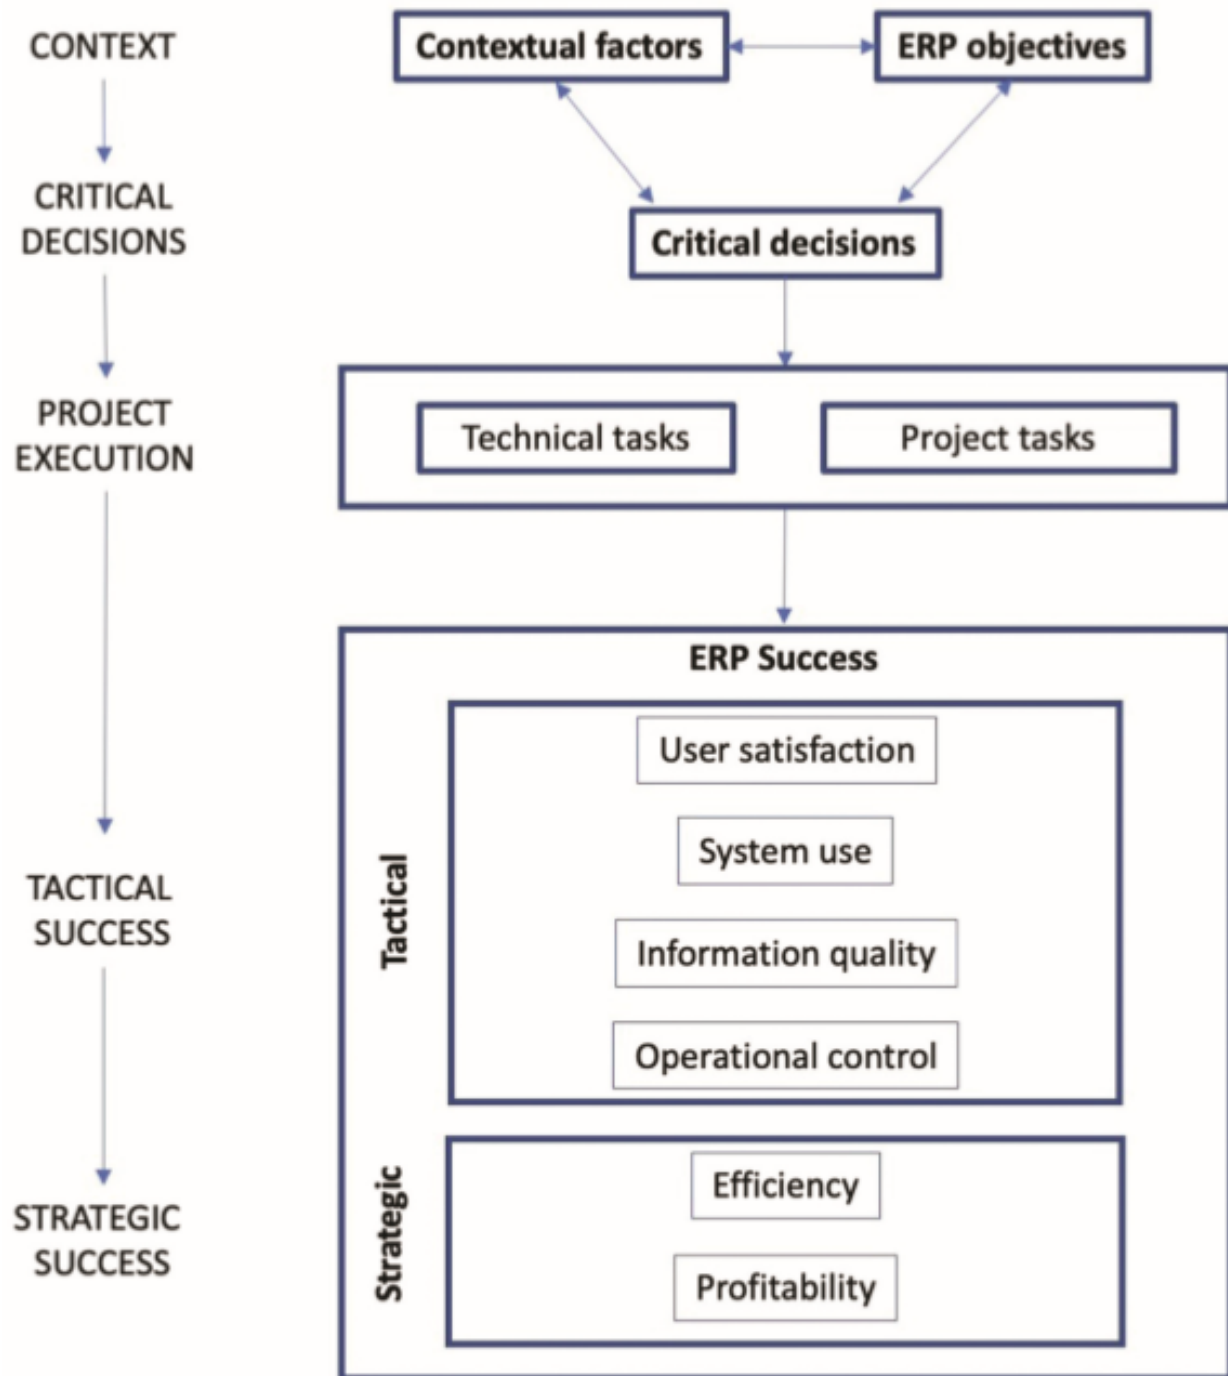 CONTEXT
Contextual factors
ERP objectives
CRITICAL
DECISIONS
Critical decisions
PROJECT
EXECUTION
Technical tasks
Project tasks
ERP Success
Tactical
User satisfaction
System use
Information quality
Operational control
TACTICAL
SUCCESS
Strategic
Efficiency
Profitability
STRATEGIC
SUCCESS